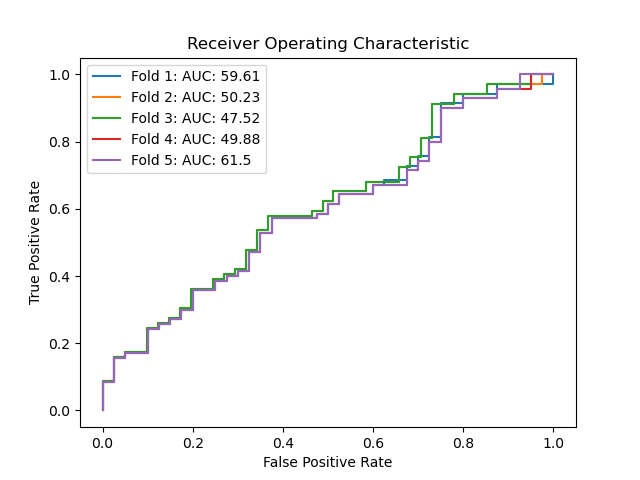 Receiver Operating Characteristic
Fold 1: AUC: 59.61
Fold 2: AUC: 50.23
Fold 3: AUC: 47.52
Fold 4: AUC: 49.88
Fold 5: AUC: 61.5
1.0
0.8
0.6
0.4
0.2
0.0
True Positive Rate
0.0 0.2 0.4 0.6 0.8 1.0
False Positive Rate